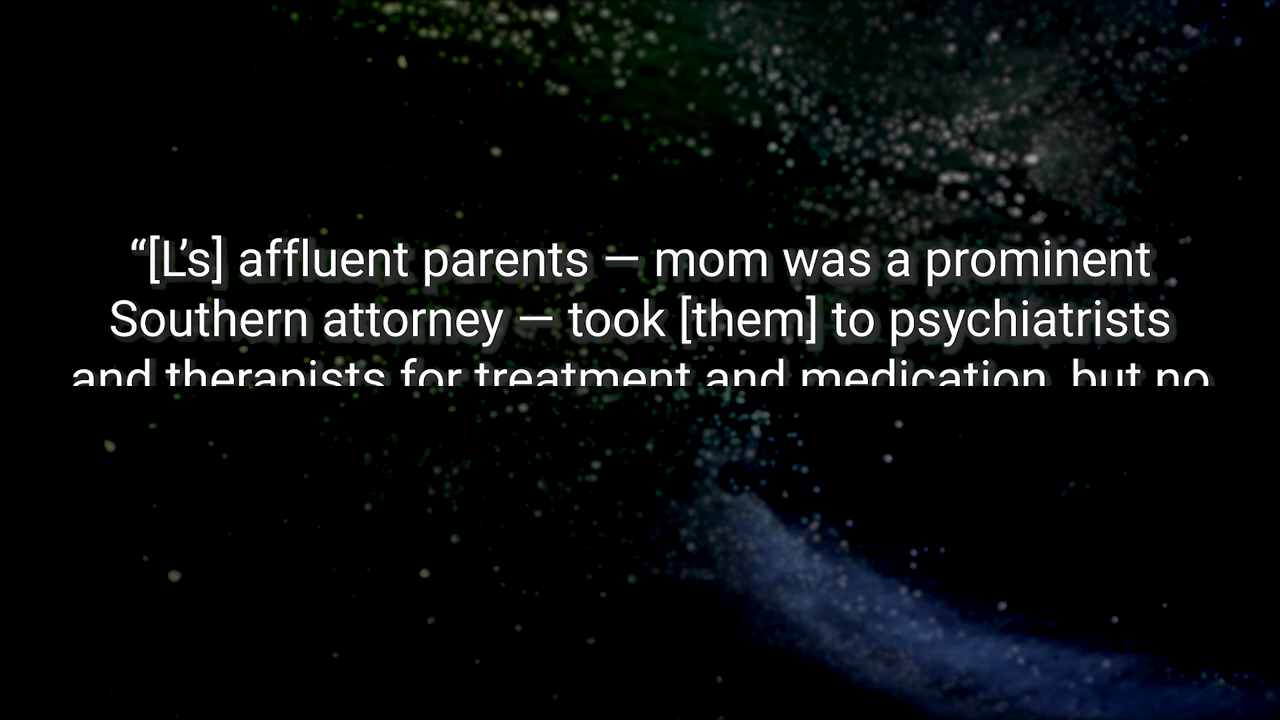 “[L’s] affluent parents — mom was a prominent
Southern attorney — took [them] to psychiatrists
and therapists for treatment and medication, but no